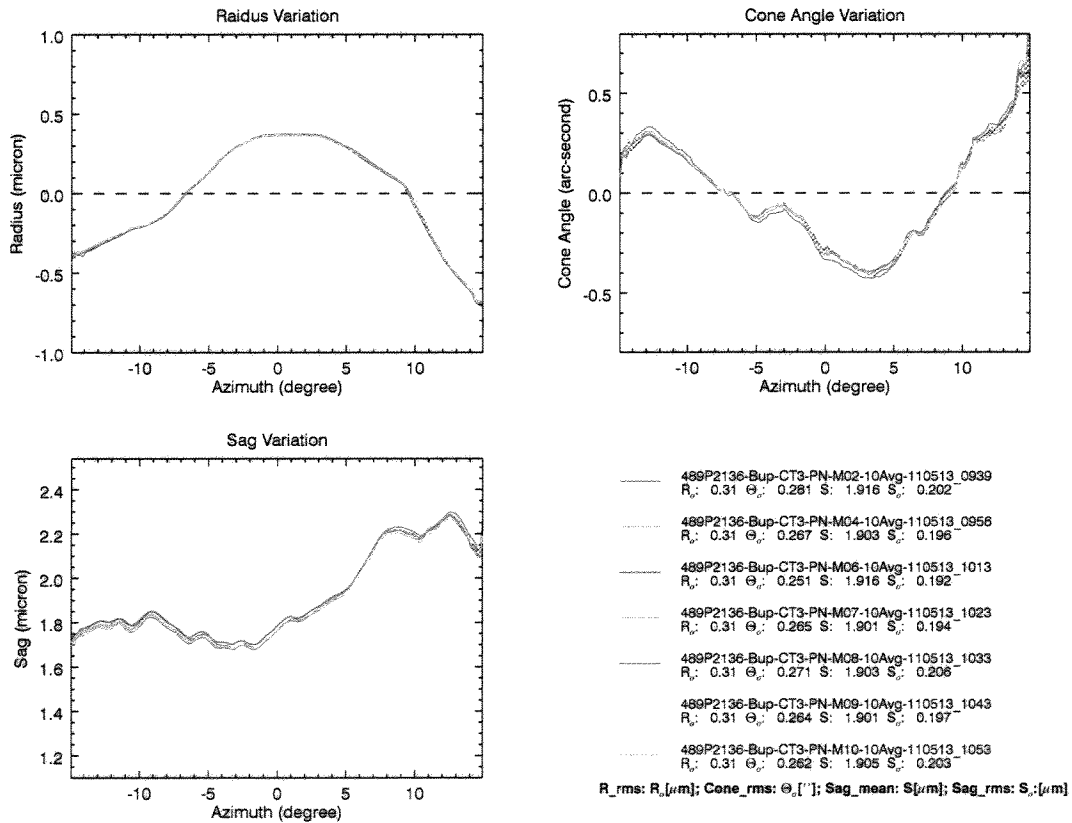 Raidus Variation
1.0
0.5
0.0
-0.5
-1.0
Radius (micron)
-10
-5
0
5
10
Azimuth (degree)
Cone Angle Variation
0.5
0.0
-0.5
Cone Angle (arc-second)
-10
-5
0
5
10
Azimuth (degree)
Sag Variation
2.4
2.2
2.0
1.8
1.6
1.4
1.2
Sag (micron)
-10
-5
0
5
10
Azimuth (degree)
489P2136-Bup-CT3-PN-M02-10Avg-110513_0939
Rσ: 0.31 Θσ: 0.281 S: 1.916 Sσ: 0.202
489P2136-Bup-CT3-PN-M04-10Avg-110513_0956
Rσ: 0.31 Θσ: 0.267 S: 1.903 Sσ: 0.196
489P2136-Bup-CT3-PN-M06-10Avg-110513_1013
Rσ: 0.31 Θσ: 0.251 S: 1.916 Sσ: 0.192
489P2136-Bup-CT3-PN-M07-10Avg-110513_1023
Rσ: 0.31 Θσ: 0.265 S: 1.901 Sσ: 0.194
489P2136-Bup-CT3-PN-M08-10Avg-110513_1033
Rσ: 0.31 Θσ: 0.271 S: 1.903 Sσ: 0.206
489P2136-Bup-CT3-PN-M09-10Avg-110513_1043
Rσ: 0.31 Θσ: 0.264 S: 1.901 Sσ: 0.197
489P2136-Bup-CT3-PN-M10-10Avg-110513_1053
Rσ: 0.31 Θσ: 0.262 S: 1.905 Sσ: 0.203
R_rms: Rσ[μm]; Cone_rms: Θσ['']; Sag_mean: S[μm]; Sag_rms: Sσ:[μm]